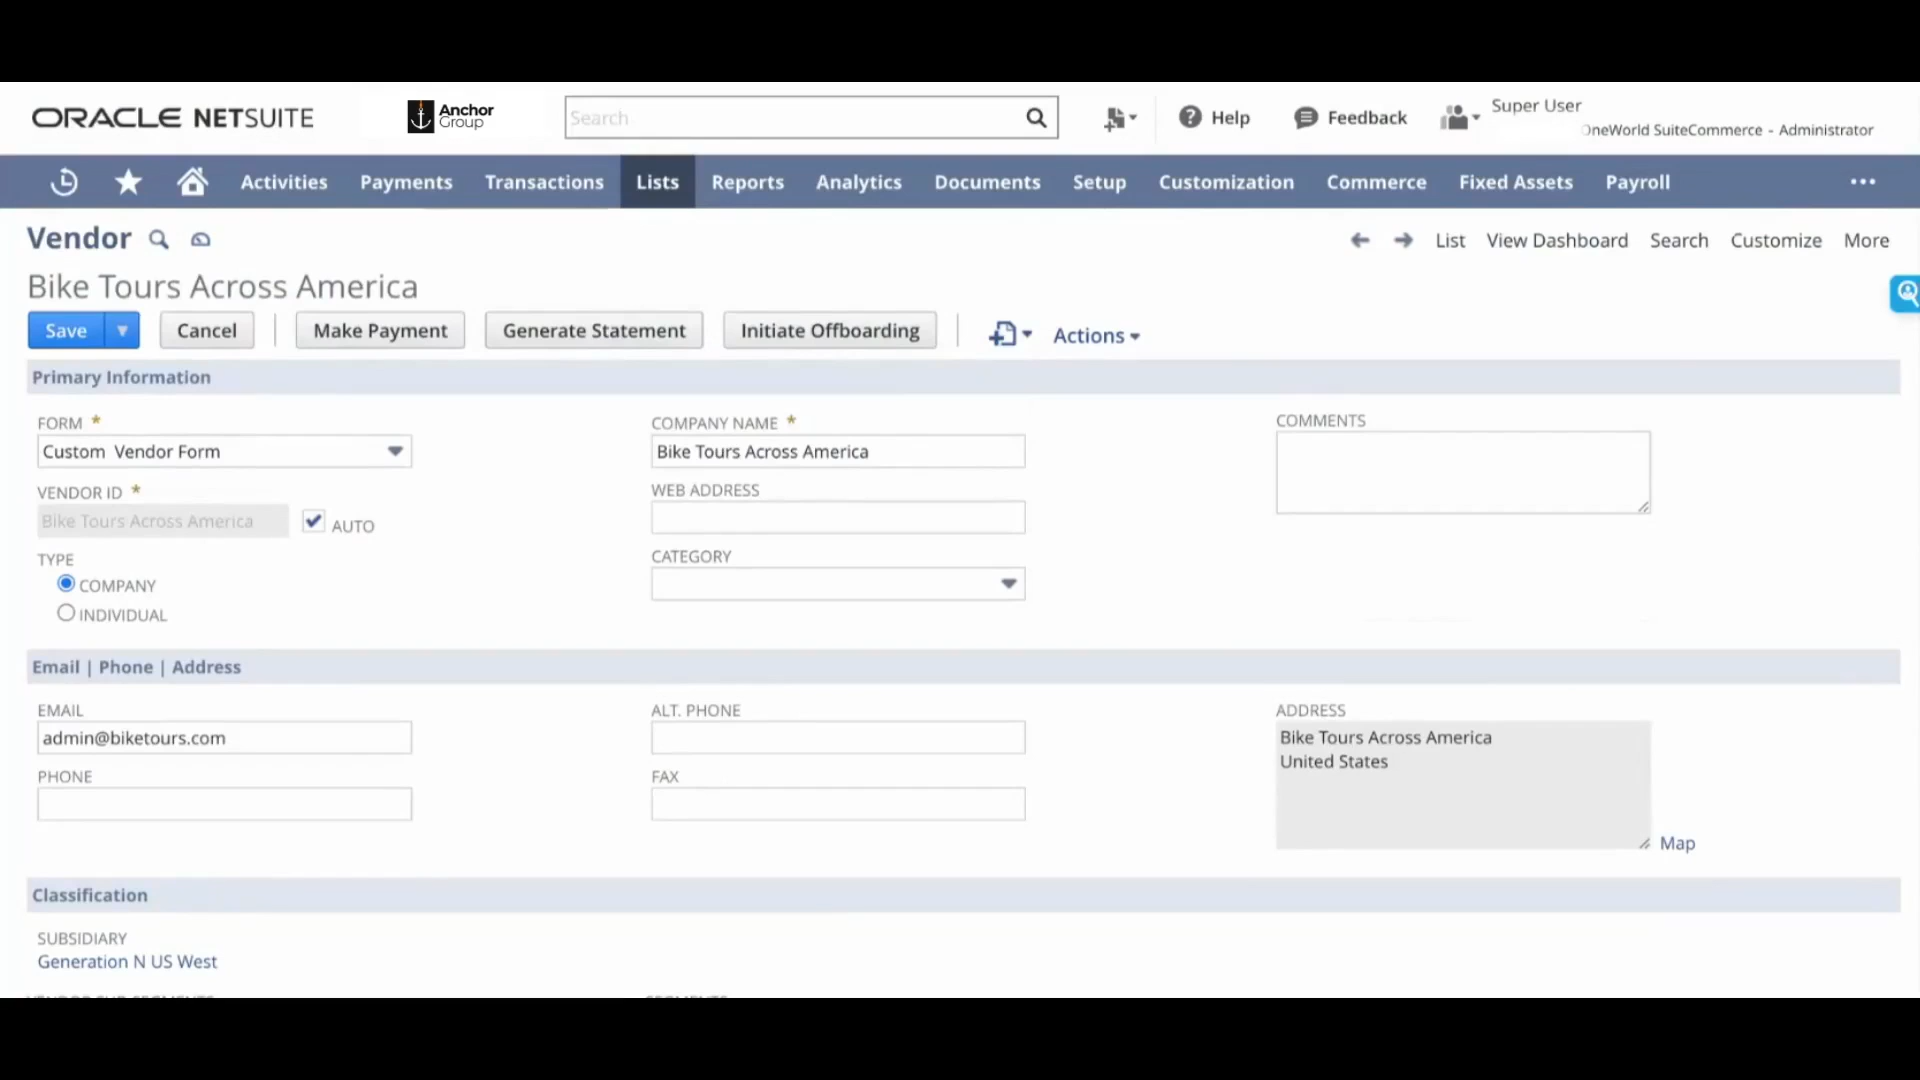 ORACLE NETSUITE
Anchor
Group
Search
Help
Feedback
Super User
OneWorld SuiteCommerce - Administrator
Activities Payments Transactions Lists Reports Analytics Documents Setup Customization Commerce Fixed Assets Payroll
Vendor
List View Dashboard Search Customize More
Bike Tours Across America
Save Cancel Make Payment Generate Statement Initiate Offboarding Actions
Primary Information
FORM *
Custom Vendor Form
VENDOR ID *
Bike Tours Across America
AUTO
TYPE
COMPANY
INDIVIDUAL
COMPANY NAME *
Bike Tours Across America
WEB ADDRESS
CATEGORY
COMMENTS
Email | Phone | Address
EMAIL
admin@biketours.com
PHONE
ALT. PHONE
FAX
ADDRESS
Bike Tours Across America
United States
Map
Classification
SUBSIDIARY
Generation N US West